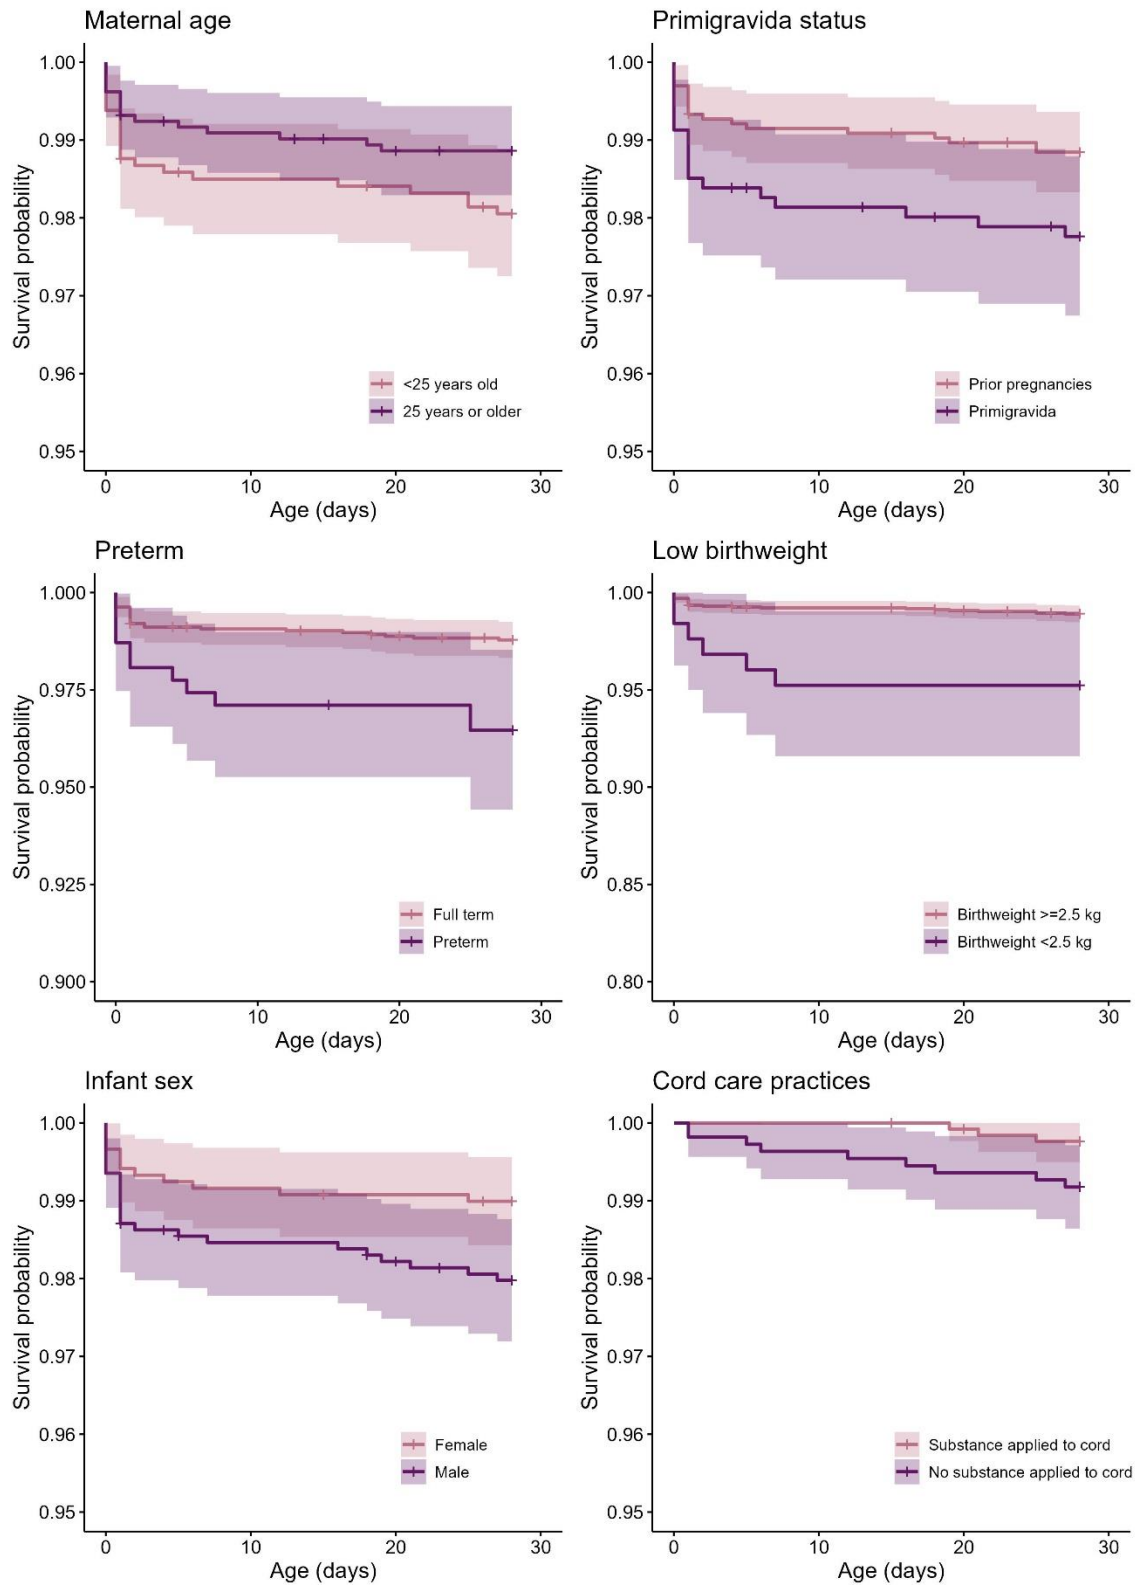 Maternal age
Survival probability
1.00
0.99
0.98
0.97
0.96
0.95
<25 years old
25 years or older
0 10 20 30
Age (days)
Primigravida status
Survival probability
1.00
0.99
0.98
0.97
0.96
0.95
Prior pregnancies
Primigravida
0 10 20 30
Age (days)
Preterm
Survival probability
1.000
0.975
0.950
0.925
0.900
Full term
Preterm
0 10 20 30
Age (days)
Low birthweight
Survival probability
1.00
0.95
0.90
0.85
0.80
Birthweight >=2.5 kg
Birthweight <2.5 kg
0 10 20 30
Age (days)
Infant sex
Survival probability
1.00
0.99
0.98
0.97
0.96
0.95
Female
Male
0 10 20 30
Age (days)
Cord care practices
Survival probability
1.00
0.99
0.98
0.97
0.96
0.95
Substance applied to cord
No substance applied to cord
0 10 20 30
Age (days)